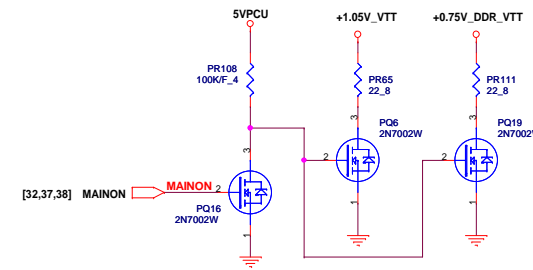 5VPCU
+1.05V_VTT
+0.75V_DDR_VTT
PR108
100K/F_4
PR65
22_8
PR111
22_8
3
3
PQ6
2N7002W
PQ19
2N7002W
3
2
2
[32,37,38] MAINON
MAINON
2
PQ16
2N7002W
1
1
1